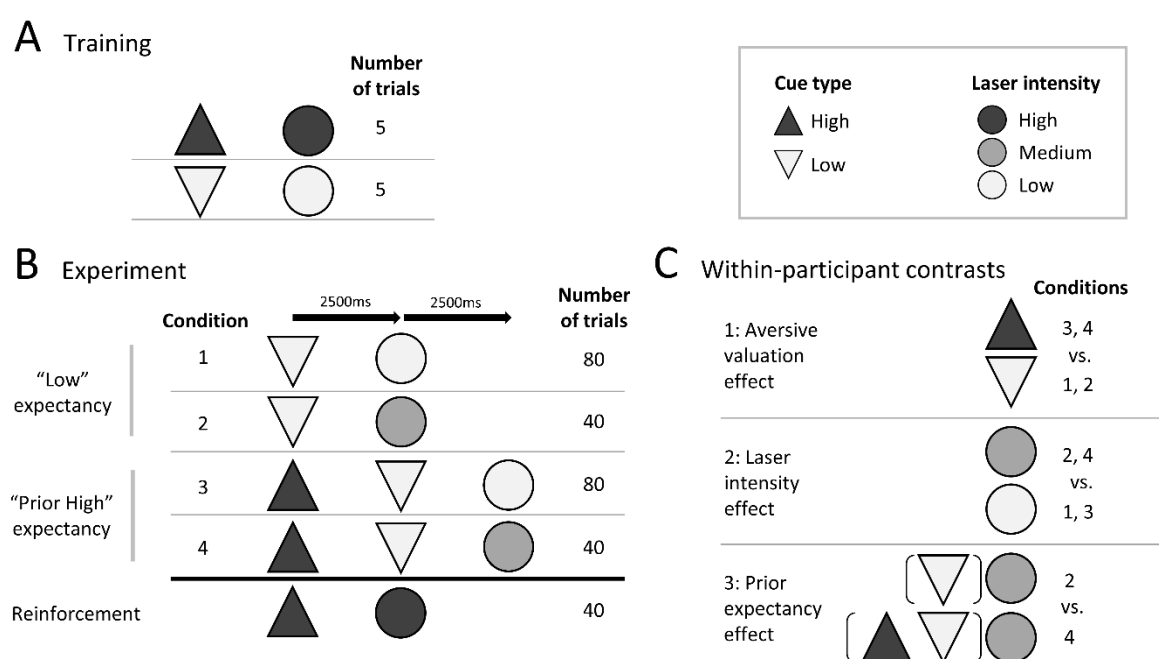 A Training
Number
of trials
5
5
Cue type
High
Low
Laser intensity
High
Medium
Low
B Experiment
Condition
2500ms
2500ms
Number
of trials
"Low"
expectancy
1
80
2
40
"Prior High"
expectancy
3
80
4
40
Reinforcement
40
C Within-participant contrasts
Conditions
1: Aversive
valuation
effect
3, 4
vs.
1, 2
2: Laser
intensity
effect
2, 4
vs.
1, 3
3: Prior
expectancy
effect
2
vs.
4